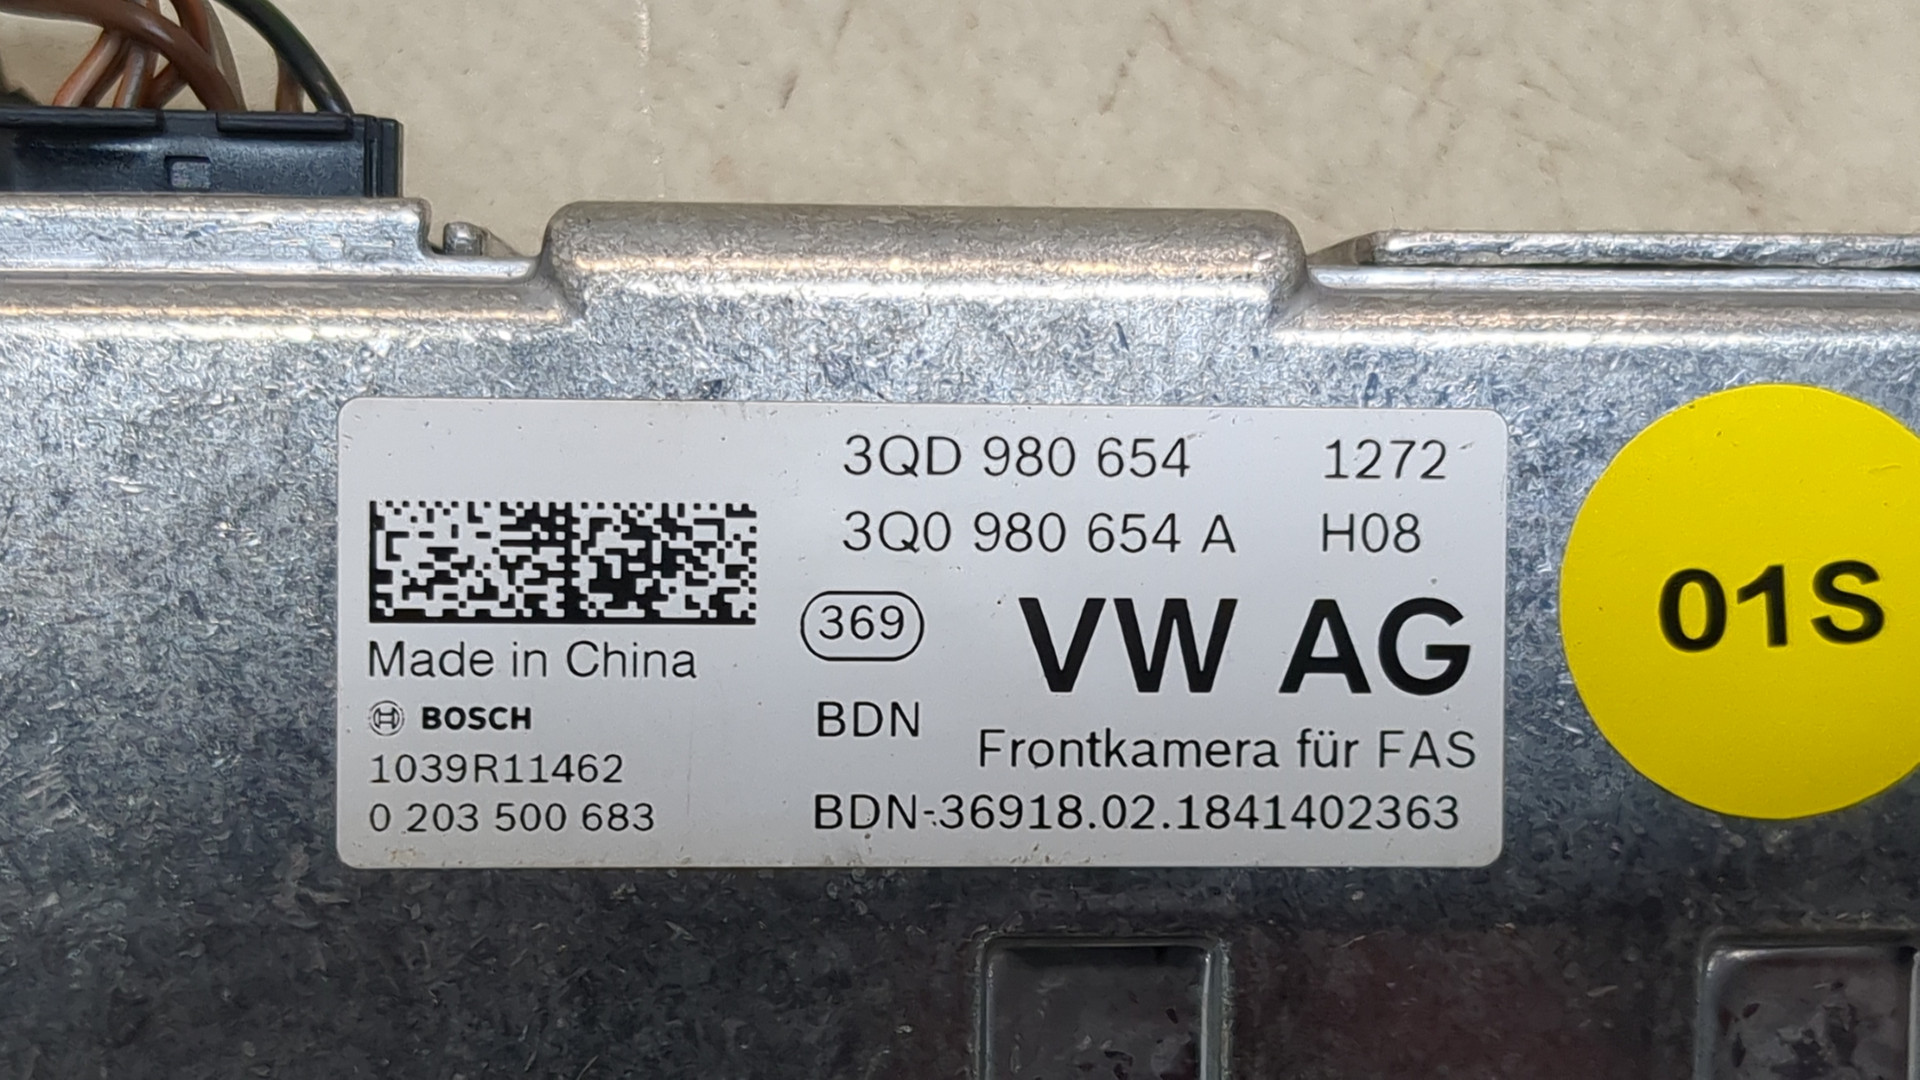 3QD 980 654 1272
3Q0 980 654 A H08
369
VW AG
Made in China
BOSCH
BDN
Frontkamera für FAS
1039R11462
0 203 500 683
BDN-36918.02.1841402363
01S